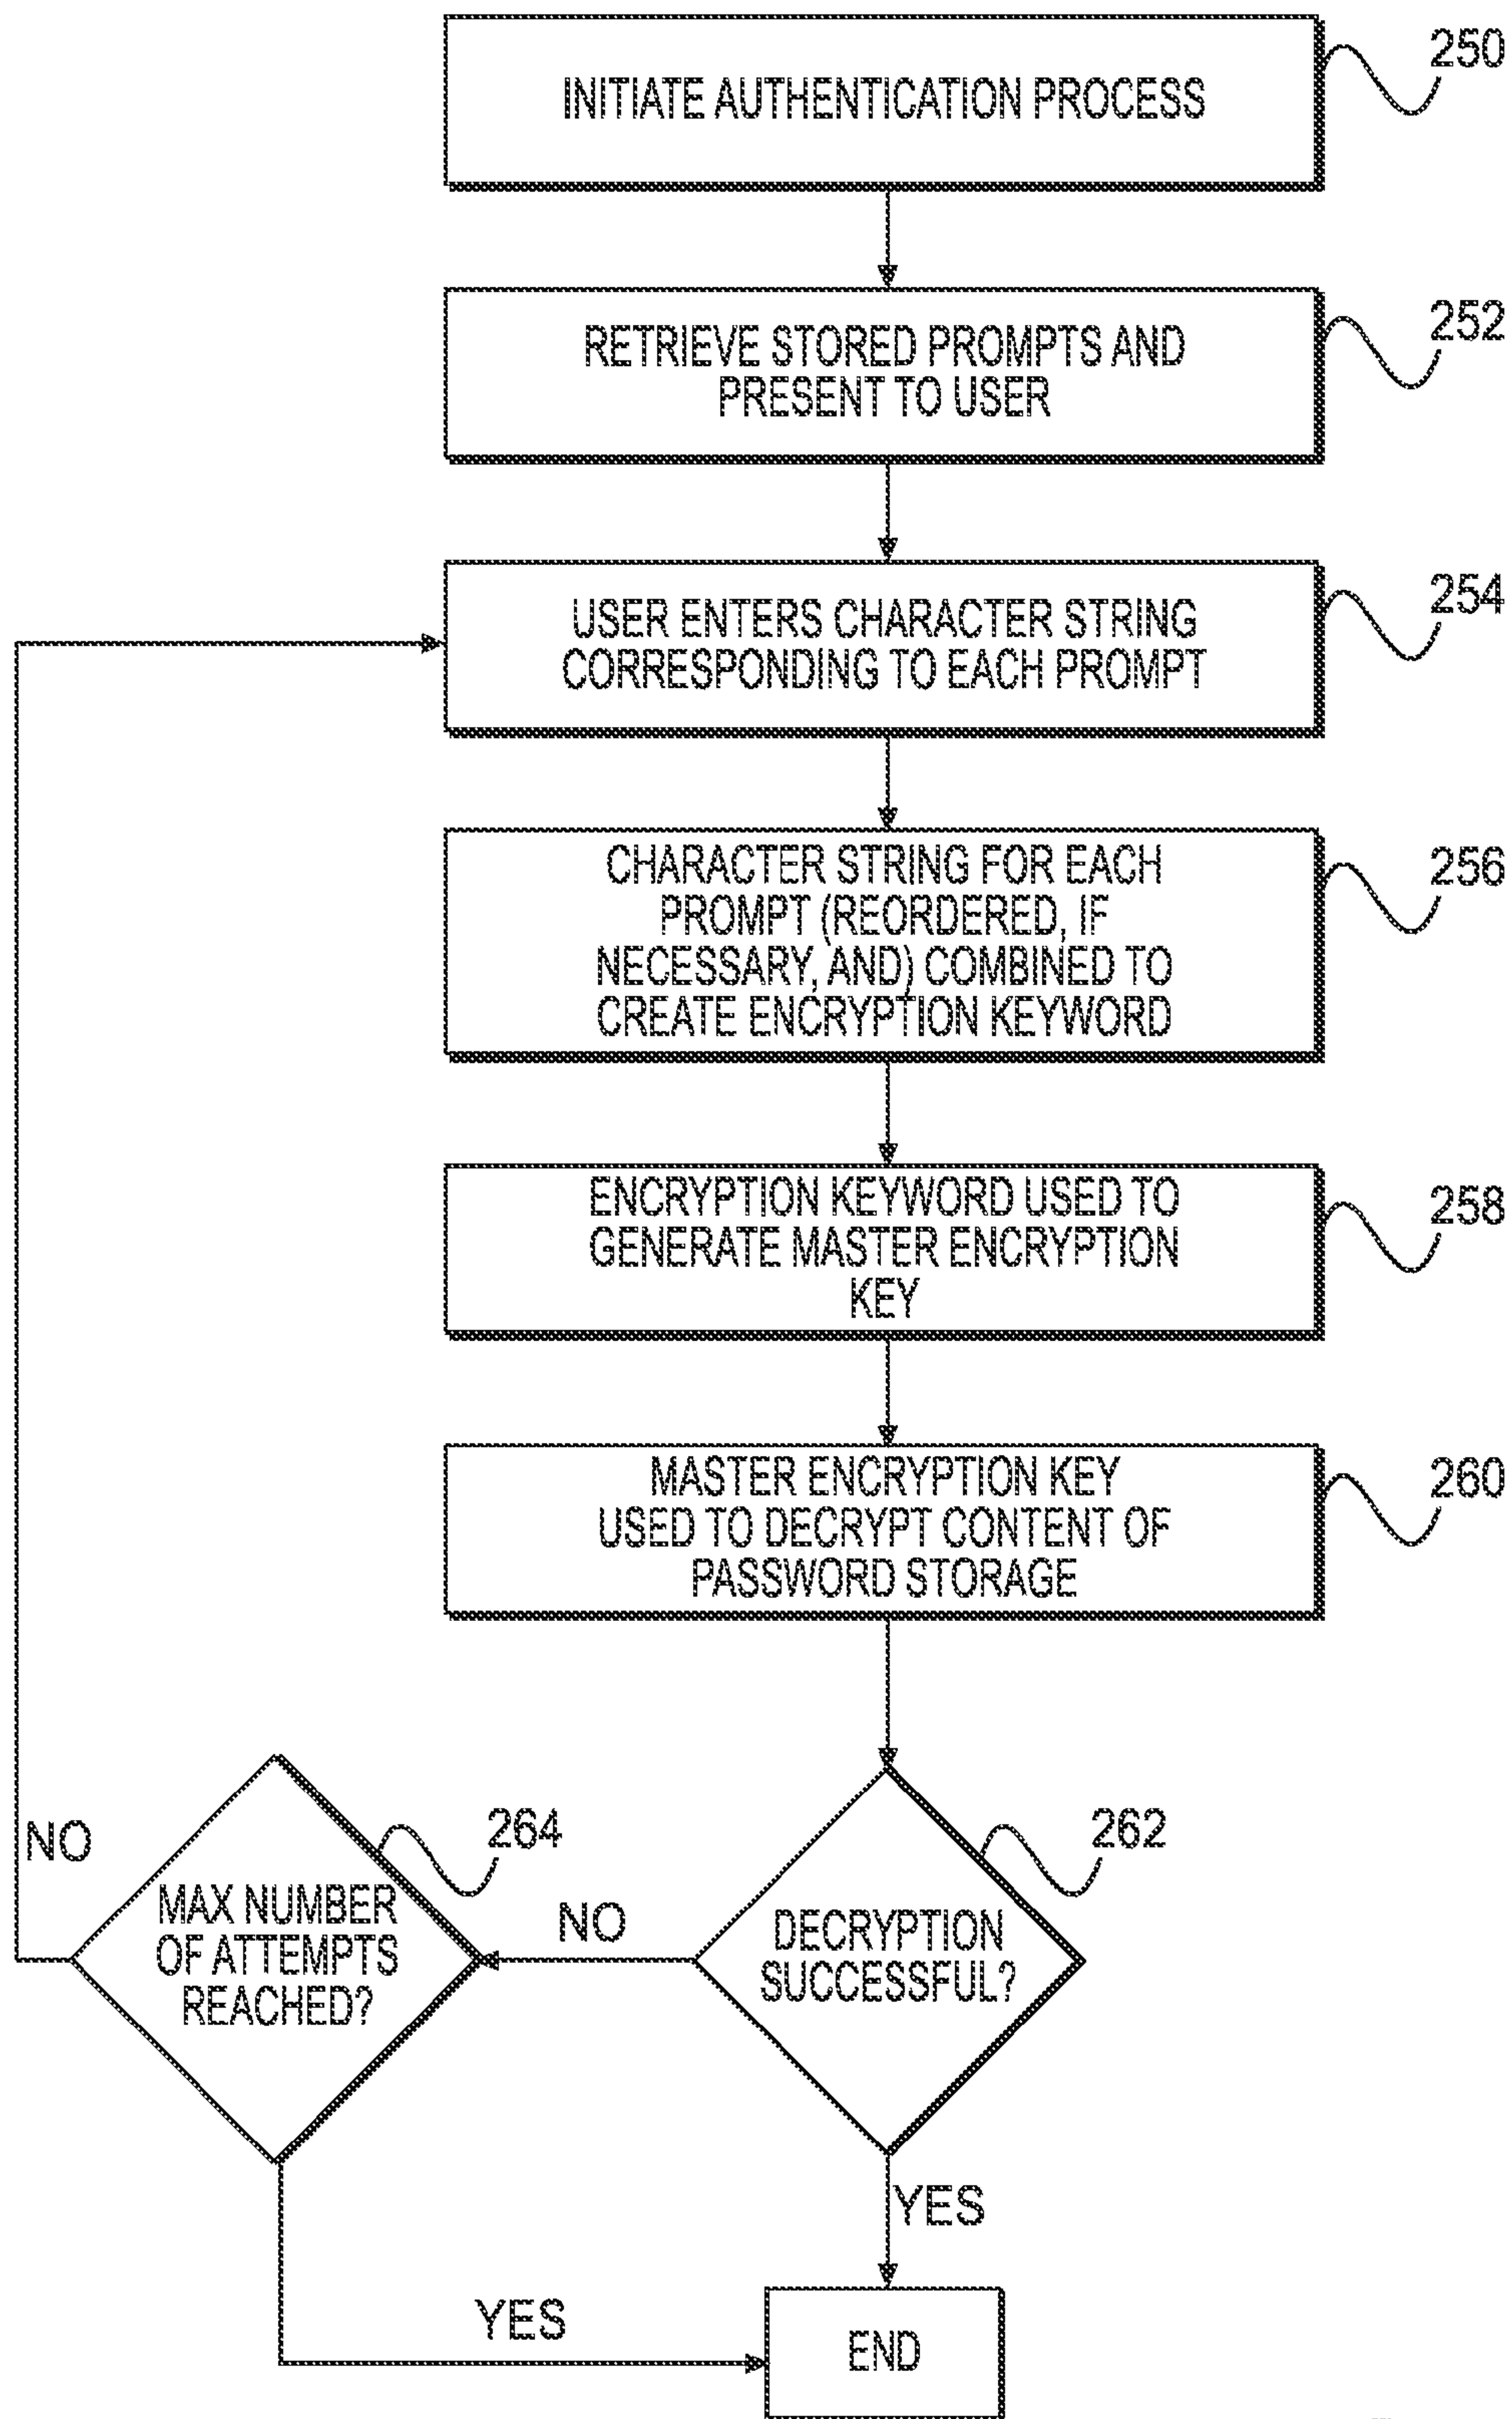 INITIATE AUTHENTICATION PROCESS
250
RETRIEVE STORED PROMPTS AND
PRESENT TO USER
252
USER ENTERS CHARACTER STRING
CORRESPONDING TO EACH PROMPT
254
CHARACTER STRING FOR EACH
PROMPT (REORDERED, IF
NECESSARY, AND) COMBINED TO
CREATE ENCRYPTION KEYWORD
256
ENCRYPTION KEYWORD USED TO
GENERATE MASTER ENCRYPTION
KEY
258
MASTER ENCRYPTION KEY
USED TO DECRYPT CONTENT OF
PASSWORD STORAGE
260
NO
264
MAX NUMBER
OF ATTEMPTS
REACHED?
NO
262
DECRYPTION
SUCCESSFUL?
YES
YES
END